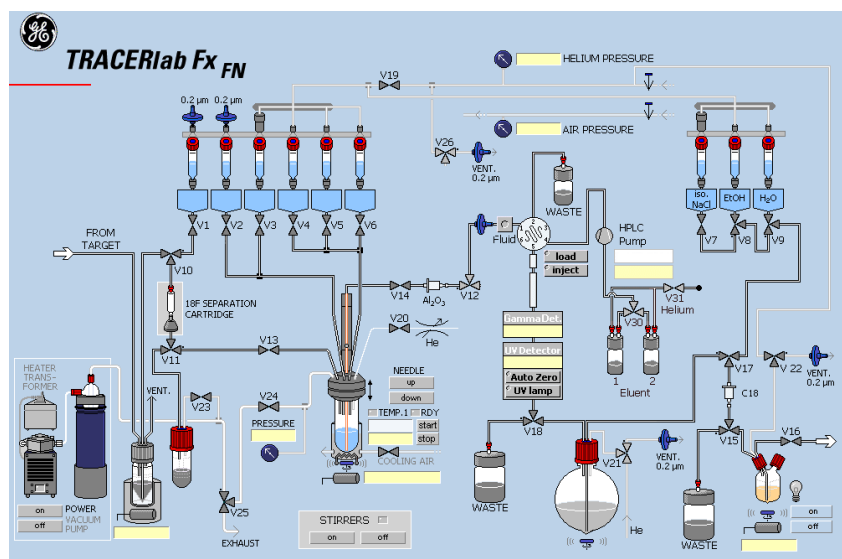 GE
TRACERlab Fx FN
V19
HELIUM PRESSURE
0.2 µm
0.2 µm
AIR PRESSURE
V26
VENT.
0.2 µm
WASTE
iso.
NaCl
EtOH
H2O
V1
V2
V3
V4
V5
V6
FROM
TARGET
Fluid
HPLC
Pump
V7
V8
V9
V10
load
inject
V14
Al2O3
V12
18F SEPARATION
CARTRIDGE
V31
Helium
V20
He
GammaDet.
V30
V13
V11
UV Detector
1
2
Eluent
V17
V 22
VENT.
0.2 µm
HEATER
TRANS-
FORMER
VENT.
NEEDLE
up
down
Auto Zero
UV lamp
C18
V23
V24
TEMP.1
RDY
start
stop
PRESSURE
V18
V15
V16
COOLING AIR
V21
VENT.
0.2 µm
WASTE
on
POWER
off
VACUUM
PUMP
V25
EXHAUST
STIRRERS
on
off
He
WASTE
on
off